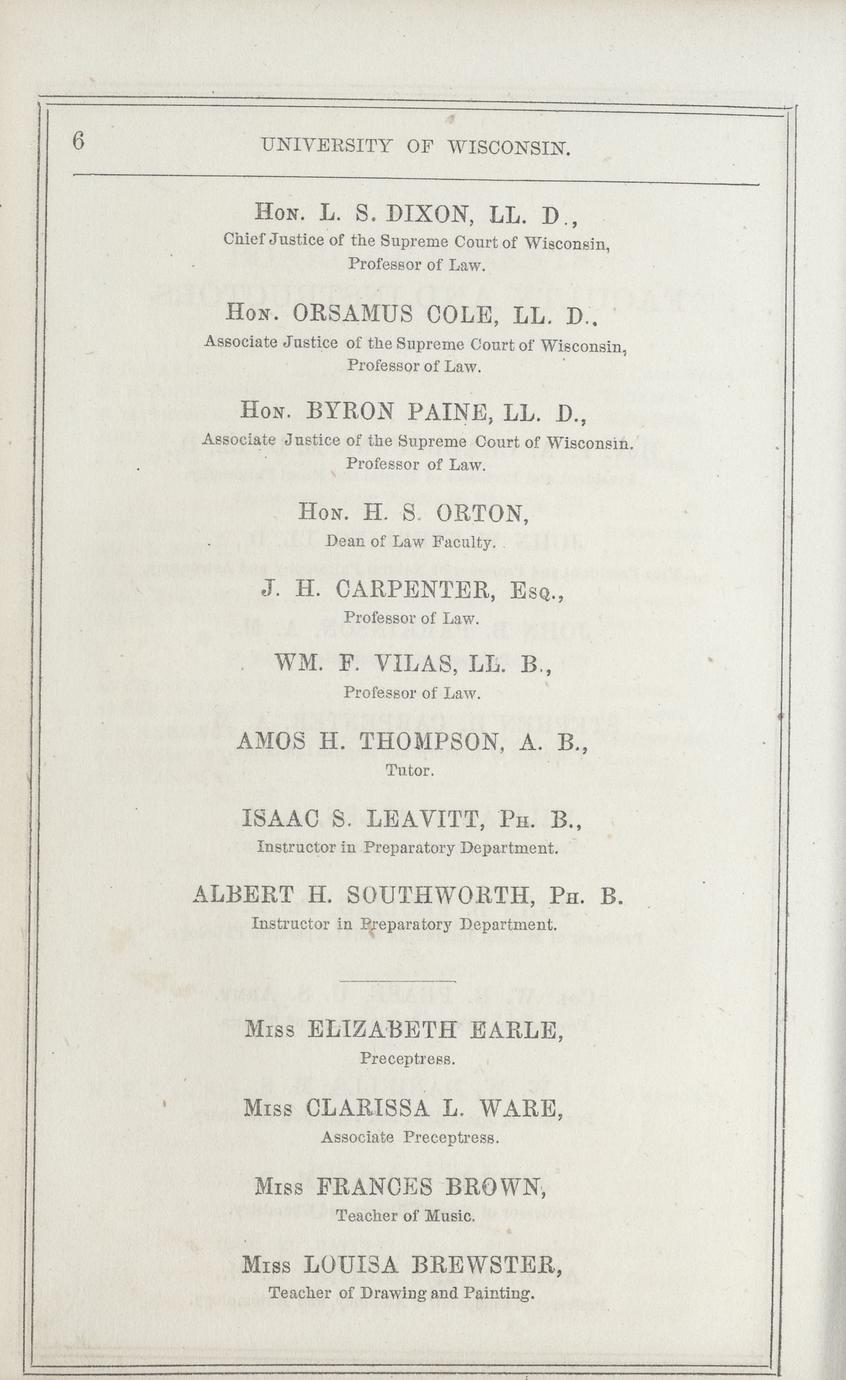 6
UNIVERSITY OF WISCONSIN.
Hon. L. S. DIXON, LL. D.,
Chief Justice of the Supreme Court of Wisconsin,
Professor of Law.
Hon. ORSAMUS COLE, LL. D.,
Associate Justice of the Supreme Court of Wisconsin,
Professor of Law.
Hon. BYRON PAINE, LL. D.,
Associate Justice of the Supreme Court of Wisconsin.
Professor of Law.
Hon. H. S. ORTON,
Dean of Law Faculty.
J. H. CARPENTER, Esq.,
Professor of Law.
WM. F. VILAS, LL. B.,
Professor of Law.
AMOS H. THOMPSON, A. B.,
Tutor.
ISAAC S. LEAVITT, Ph. B.,
Instructor in Preparatory Department.
ALBERT H. SOUTHWORTH, Ph. B.
Instructor in Preparatory Department.
Miss ELIZABETH EARLE,
Preceptress.
Miss CLARISSA L. WARE,
Associate Preceptress.
Miss FRANCES BROWN,
Teacher of Music.
Miss LOUISA BREWSTER,
Teacher of Drawing and Painting.